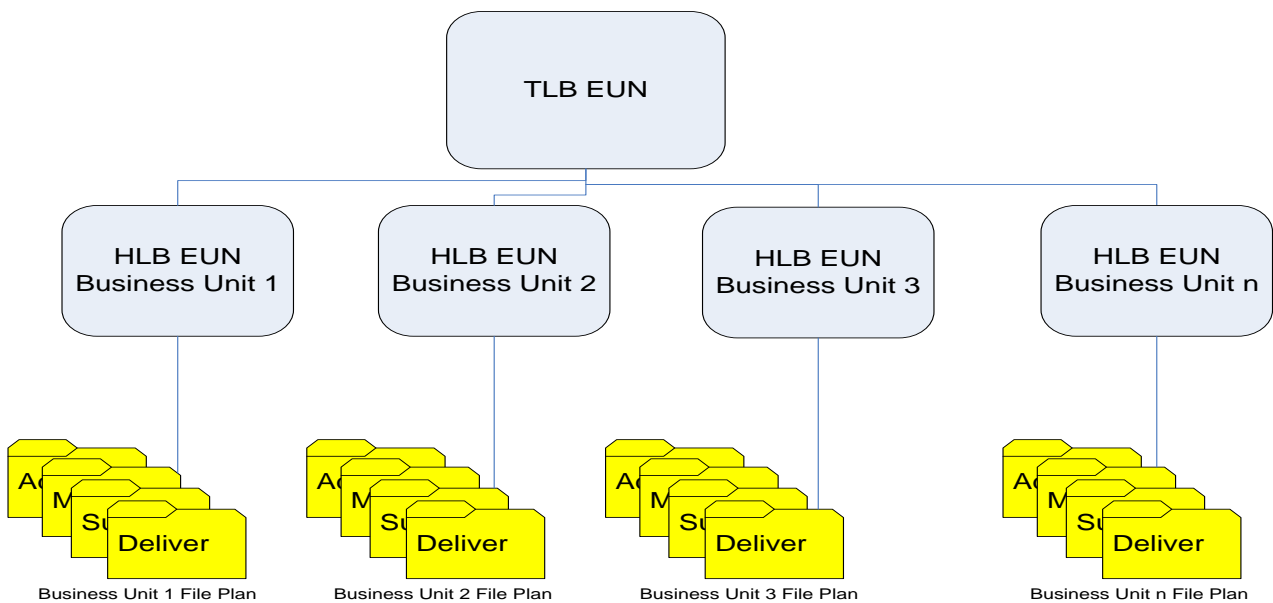 TLB EUN
HLB EUN
Business Unit 1
HLB EUN
Business Unit 2
HLB EUN
Business Unit 3
HLB EUN
Business Unit n
Deliver
Deliver
Deliver
Deliver
Business Unit 1 File Plan
Business Unit 2 File Plan
Business Unit 3 File Plan
Business Unit n File Plan